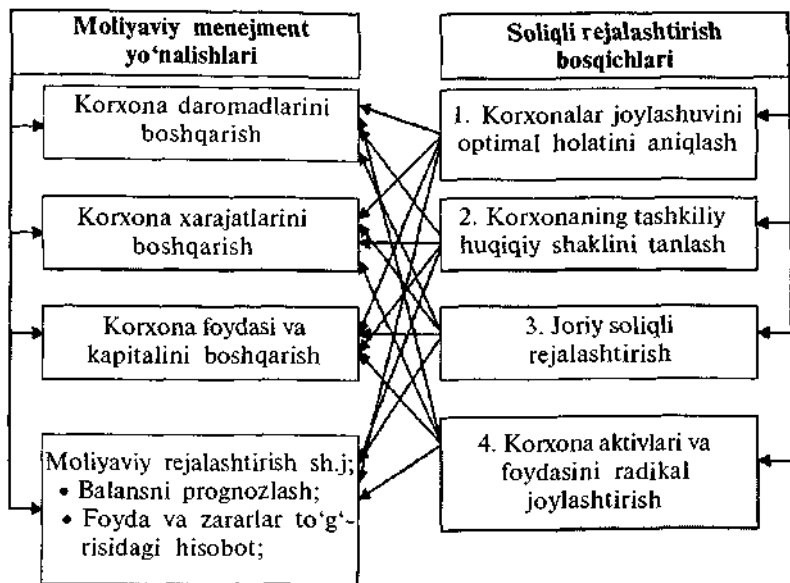 Moliyaviy menejment
yo‘nalishlari
Korxona daromadlarini
boshqarish
Korxona xarajatlarini
boshqarish
Korxona foydasi va
kapitalini boshqarish
Moliyaviy rejalashtirish sh.j;
• Balansni prognozlash;
• Foyda va zararlar to‘g‘-
risidagi hisobot;
Soliqli rejalashtirish
bosqichlari
1. Korxonalar joylashuvini
optimal holatini aniqlash
2. Korxonaning tashkiliy
huqiqiy shaklini tanlash
3. Joriy soliqli
rejalashtirish
4. Korxona aktivlari va
foydasini radikal
joylashtirish